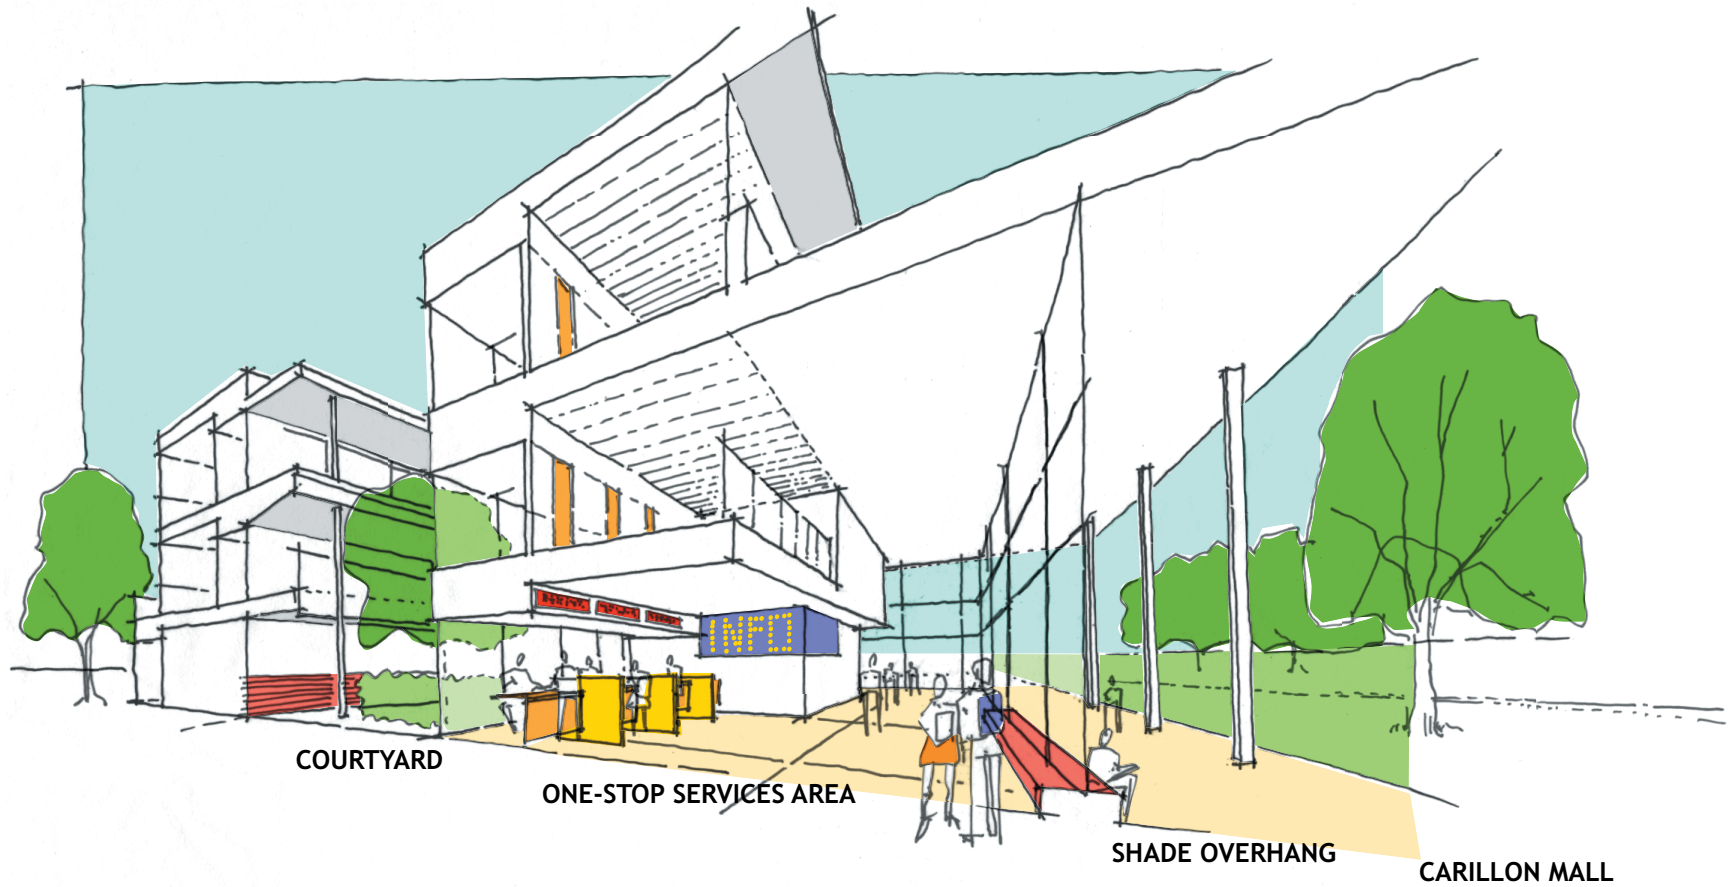 INFO
COURTYARD
ONE-STOP SERVICES AREA
SHADE OVERHANG
CARILLON MALL